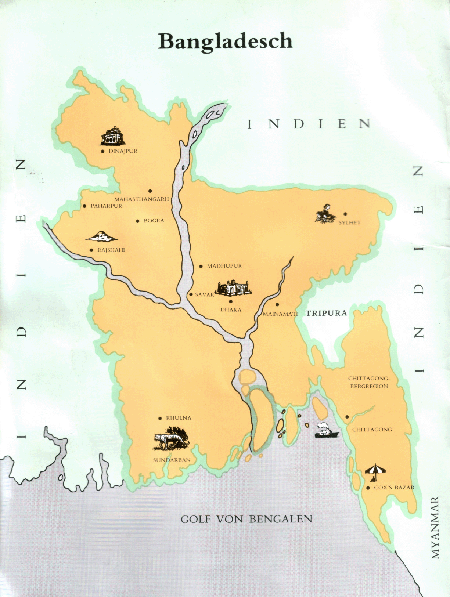 Bangladesch
INDIEN
DINAJPUR
MAHASTHANGARH
PAHARPUR
BOGRA
SYLHET
RAJSHAHI
MADHUPUR
SAVAR
DHAKA
MAINAMATI
TRIPURA
INDIEN
INDIEN
CHITTAGONG
BERGREGION
KHULNA
CHITTAGONG
SUNDARBAN
COX'S BAZAR
GOLF VON BENGALEN
MYANMAR